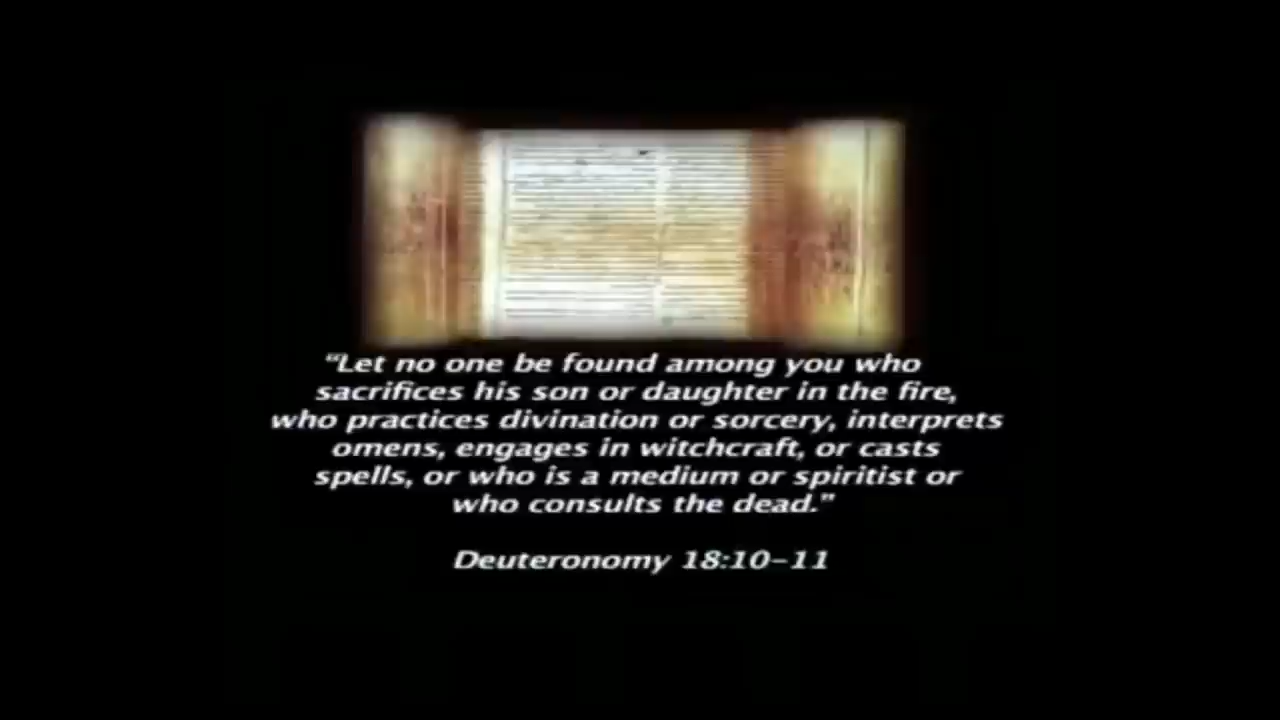 “Let no one be found among you who
sacrifices his son or daughter in the fire,
who practices divination or sorcery, interprets
omens, engages in witchcraft, or casts
spells, or who is a medium or spiritist or
who consults the dead.”
Deuteronomy 18:10–11